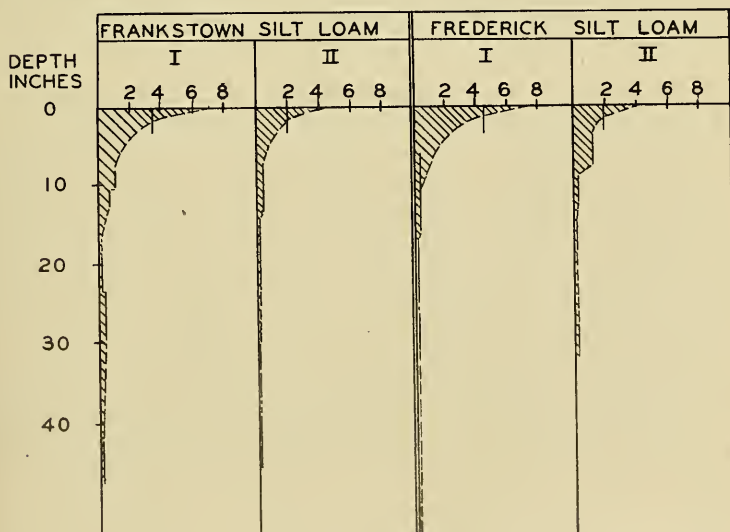 FRANKSTOWN SILT LOAM FREDERICK SILT LOAM
DEPTH INCHES
I II I II
2 4 6 8 2 4 6 8 2 4 6 8 2 4 6 8
0
10
20
30
40